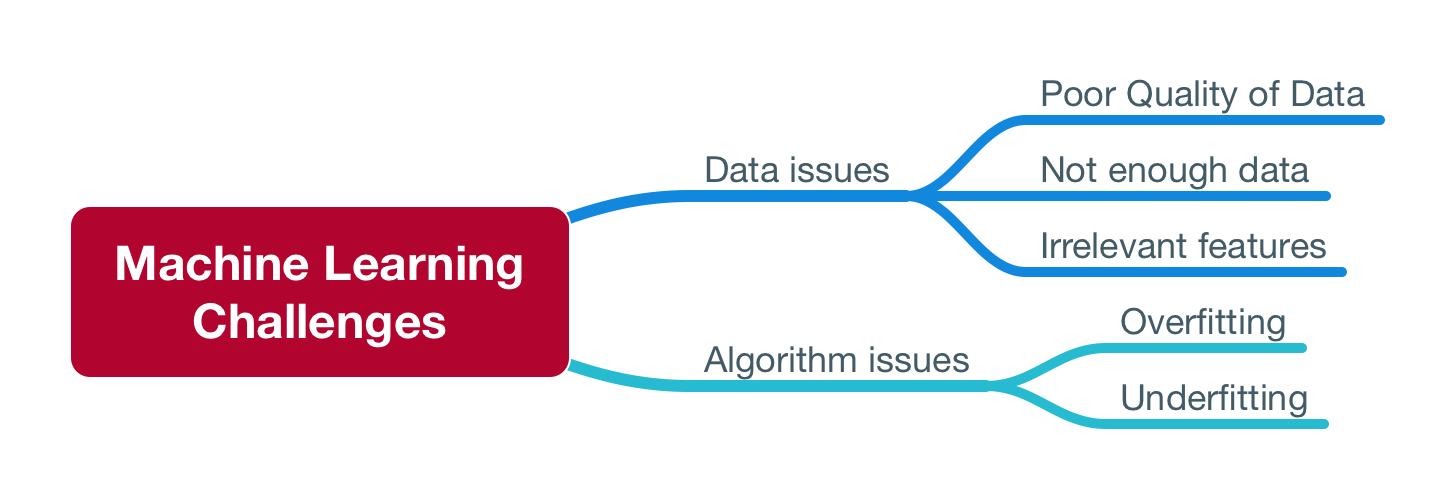 Machine Learning
Challenges
Data issues
Poor Quality of Data
Not enough data
Irrelevant features
Algorithm issues
Overfitting
Underfitting